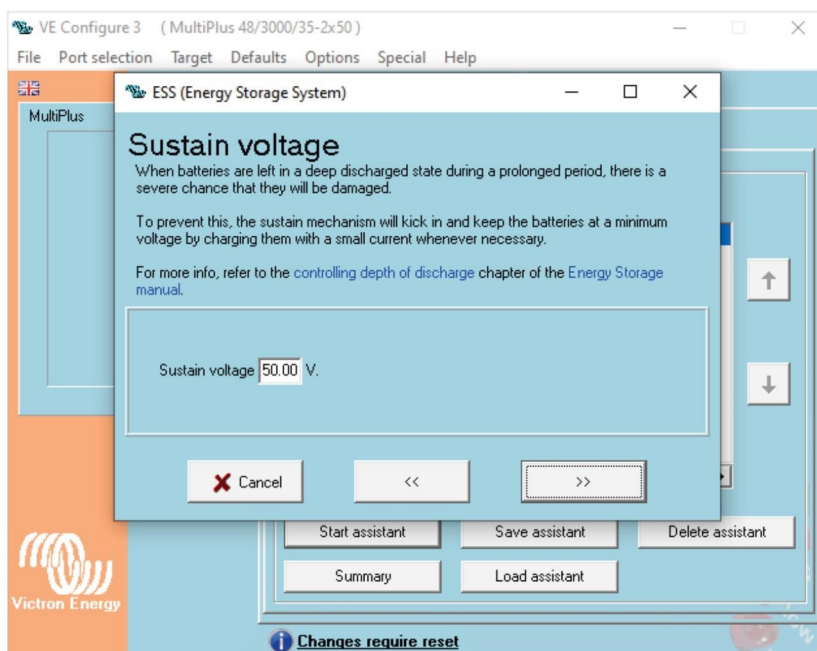 VE Configure 3 ( MultiPlus 48/3000/35-2x50 )
File Port selection Target Defaults Options Special Help
MultiPlus
ESS (Energy Storage System)
Sustain voltage
When batteries are left in a deep discharged state during a prolonged period, there is a
severe chance that they will be damaged.
To prevent this, the sustain mechanism will kick in and keep the batteries at a minimum
voltage by charging them with a small current whenever necessary.
For more info, refer to the controlling depth of discharge chapter of the Energy Storage
manual.
Sustain voltage 50.00 V.
Cancel << >>
Start assistant Save assistant Delete assistant
Summary Load assistant
Victron Energy
Changes require reset